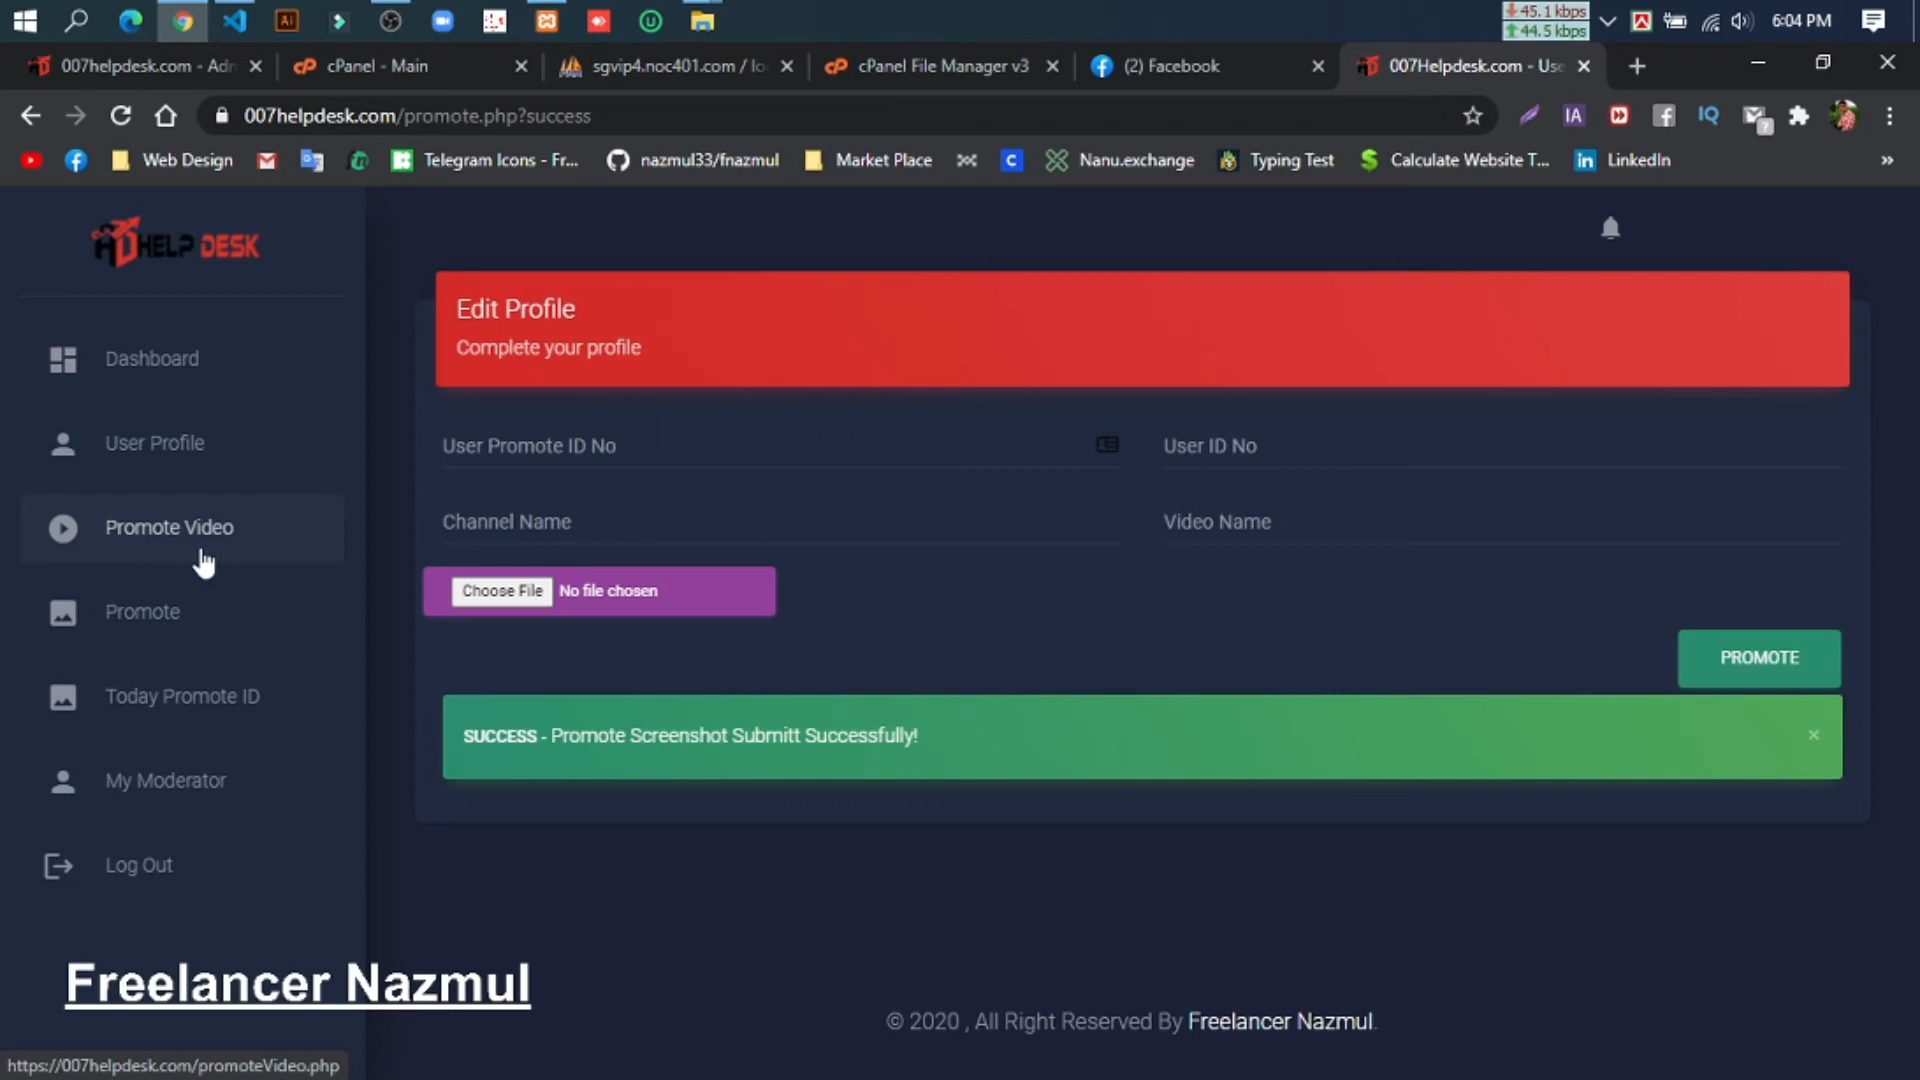 45.1 kbps
44.5 kbps
6:04 PM
007helpdesk.com - Adn
cPanel - Main
sgvip4.noc401.com / lo
cPanel File Manager v3
(2) Facebook
007Helpdesk.com - Use
007helpdesk.com/promote.php?success
IA
IQ
Web Design
Telegram Icons - Fr...
nazmul33/fnazmul
Market Place
Nanu.exchange
Typing Test
Calculate Website T...
LinkedIn
»
HELP DESK
Edit Profile
Complete your profile
Dashboard
User Profile
Promote Video
Promote
Today Promote ID
My Moderator
Log Out
User Promote ID No
User ID No
Channel Name
Video Name
Choose File No file chosen
PROMOTE
SUCCESS - Promote Screenshot Submitt Successfully!
×
Freelancer Nazmul
© 2020 , All Right Reserved By Freelancer Nazmul.
https://007helpdesk.com/promoteVideo.php